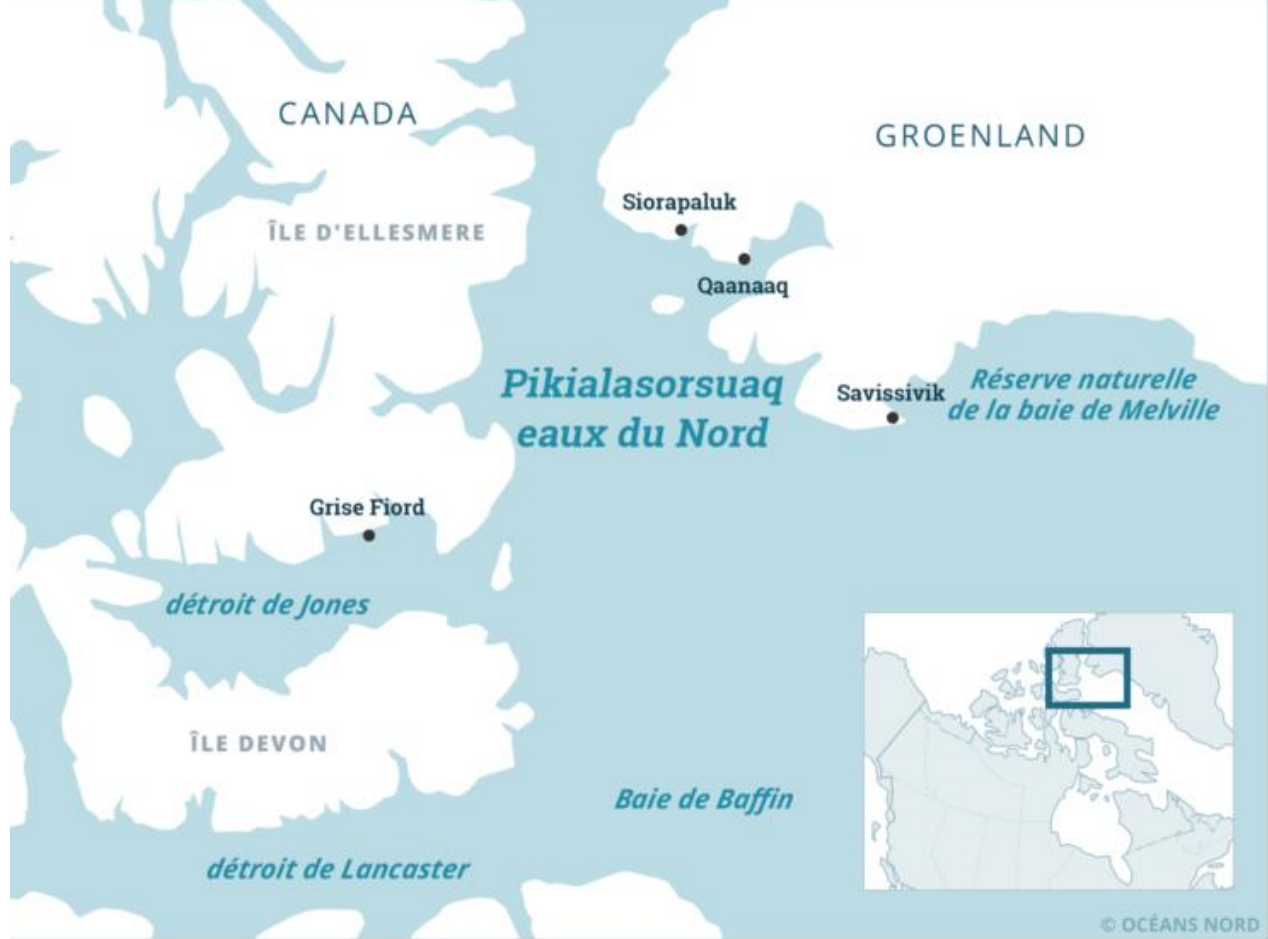 CANADA
GROENLAND
Siorapaluk
ÎLE D'ELLESMERE
Qaanaaq
Pikialasorsuaq
eaux du Nord
Savissivik
Réserve naturelle
de la baie de Melville
Grise Fiord
détroit de Jones
ÎLE DEVON
Baie de Baffin
détroit de Lancaster
© OCÉANS NORD